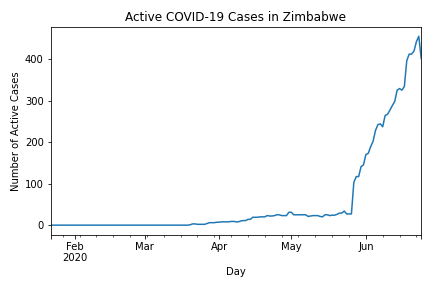 Active COVID-19 Cases in Zimbabwe
Number of Active Cases
400
300
200
100
0
Feb Mar Apr May Jun
2020
Day